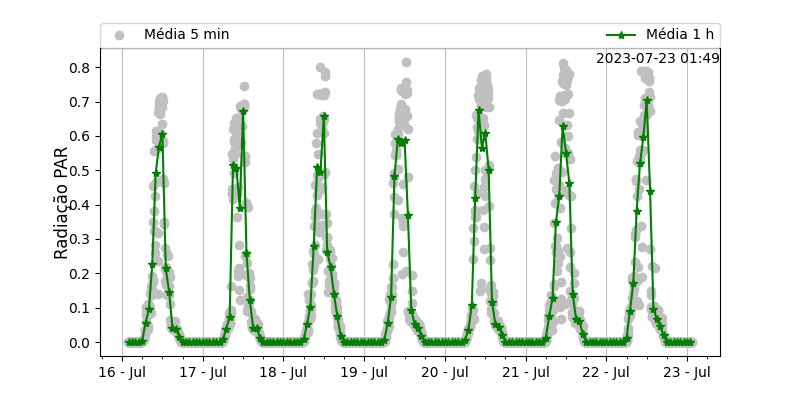 Média 5 min
Média 1 h
2023-07-23 01:49
Radiação PAR
0.8
0.7
0.6
0.5
0.4
0.3
0.2
0.1
0.0
16 - Jul
17 - Jul
18 - Jul
19 - Jul
20 - Jul
21 - Jul
22 - Jul
23 - Jul